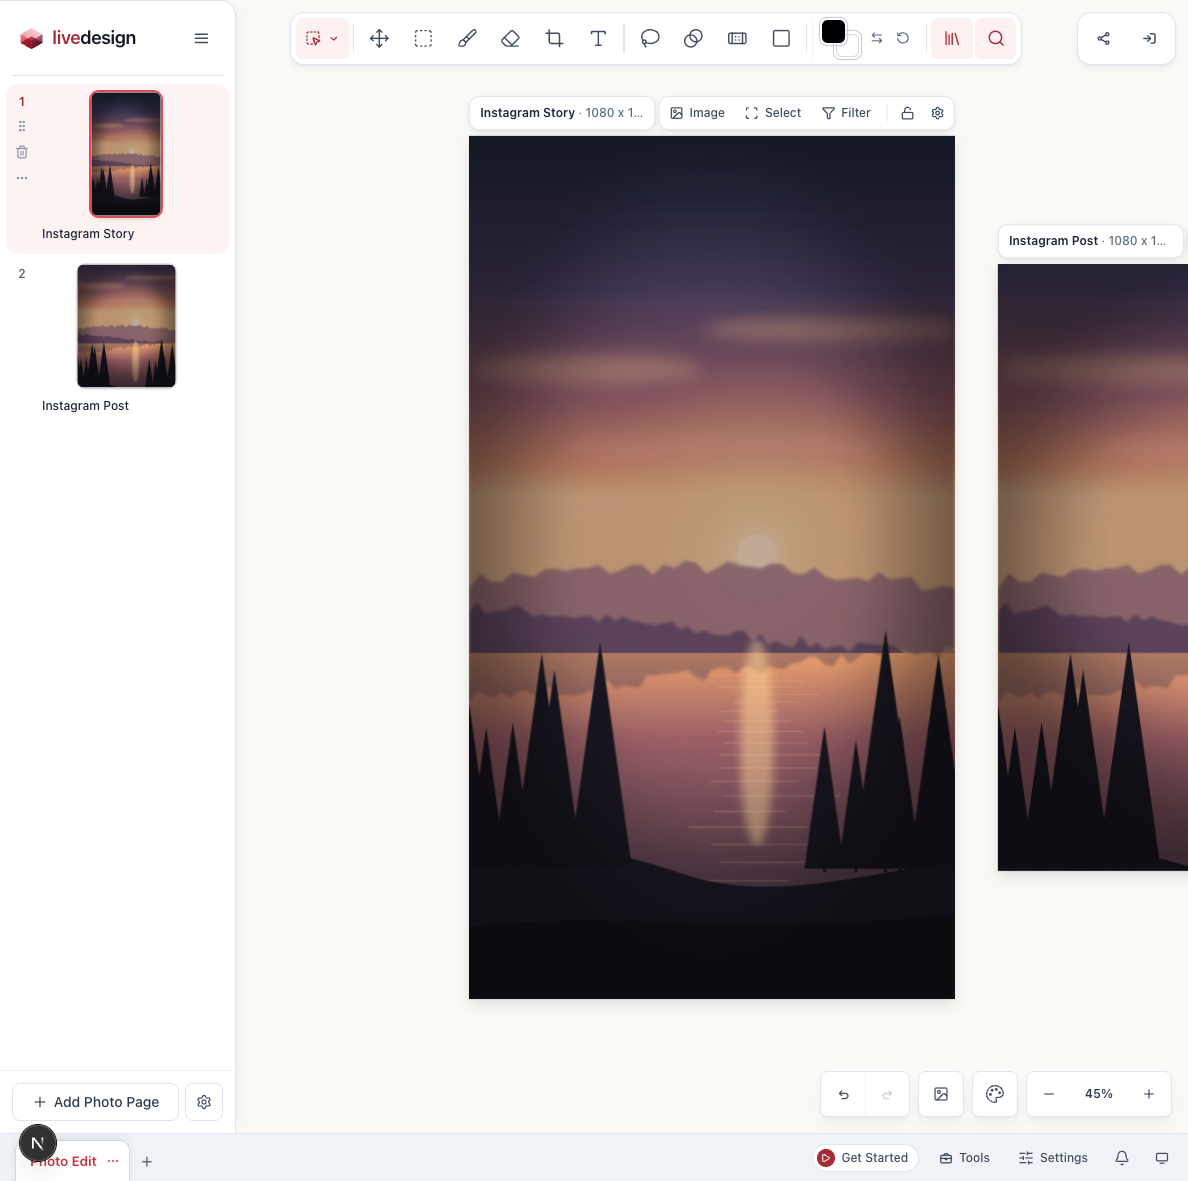 livedesign
1
Instagram Story
2
Instagram Post
Add Photo Page
Instagram Story · 1080 x 1...
Image
Select
Filter
Instagram Post · 1080 x 1...
45%
N
Photo Edit
Get Started
Tools
Settings